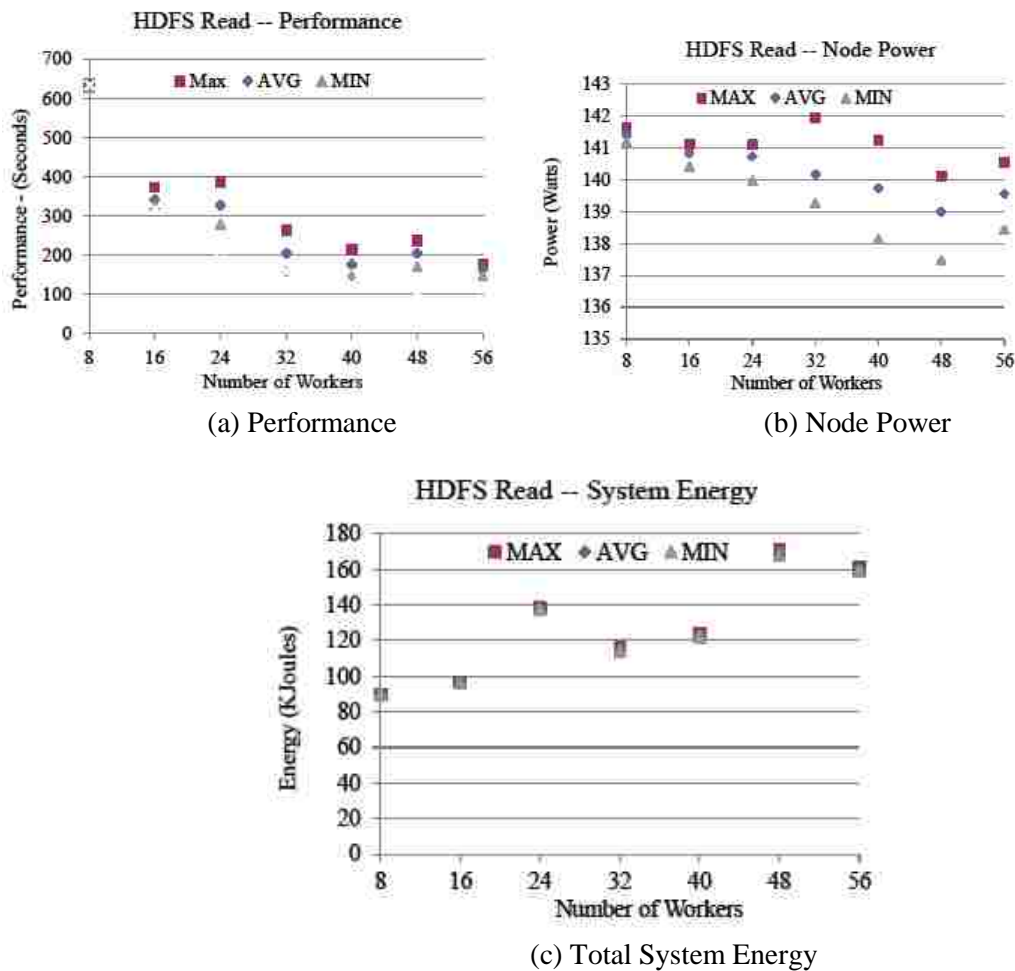 HDFS Read -- Performance
700
600
500
400
300
200
100
0
Max AVG MIN
Performance - (Seconds)
8 16 24 32 40 48 56
Number of Workers
(a) Performance
HDFS Read -- Node Power
143
142
141
140
139
138
137
136
135
MAX AVG MIN
Power (Watts)
8 16 24 32 40 48 56
Number of Workers
(b) Node Power
HDFS Read -- System Energy
180
160
140
120
100
80
60
40
20
0
MAX AVG MIN
Energy (KJoules)
8 16 24 32 40 48 56
Number of Workers
(c) Total System Energy